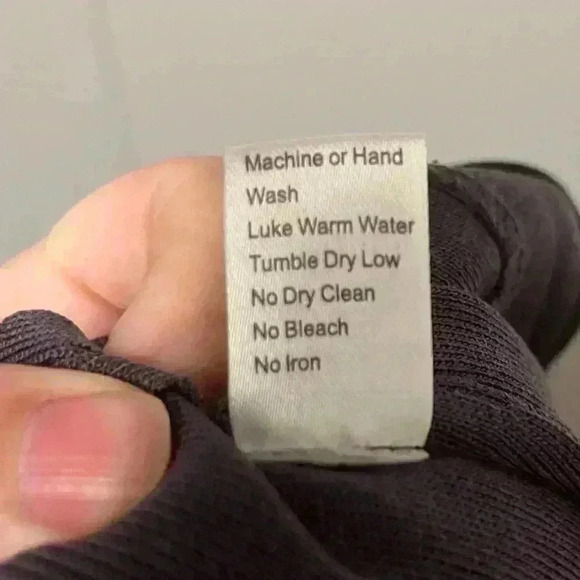 Machine or Hand
Wash
Luke Warm Water
Tumble Dry Low
No Dry Clean
No Bleach
No Iron